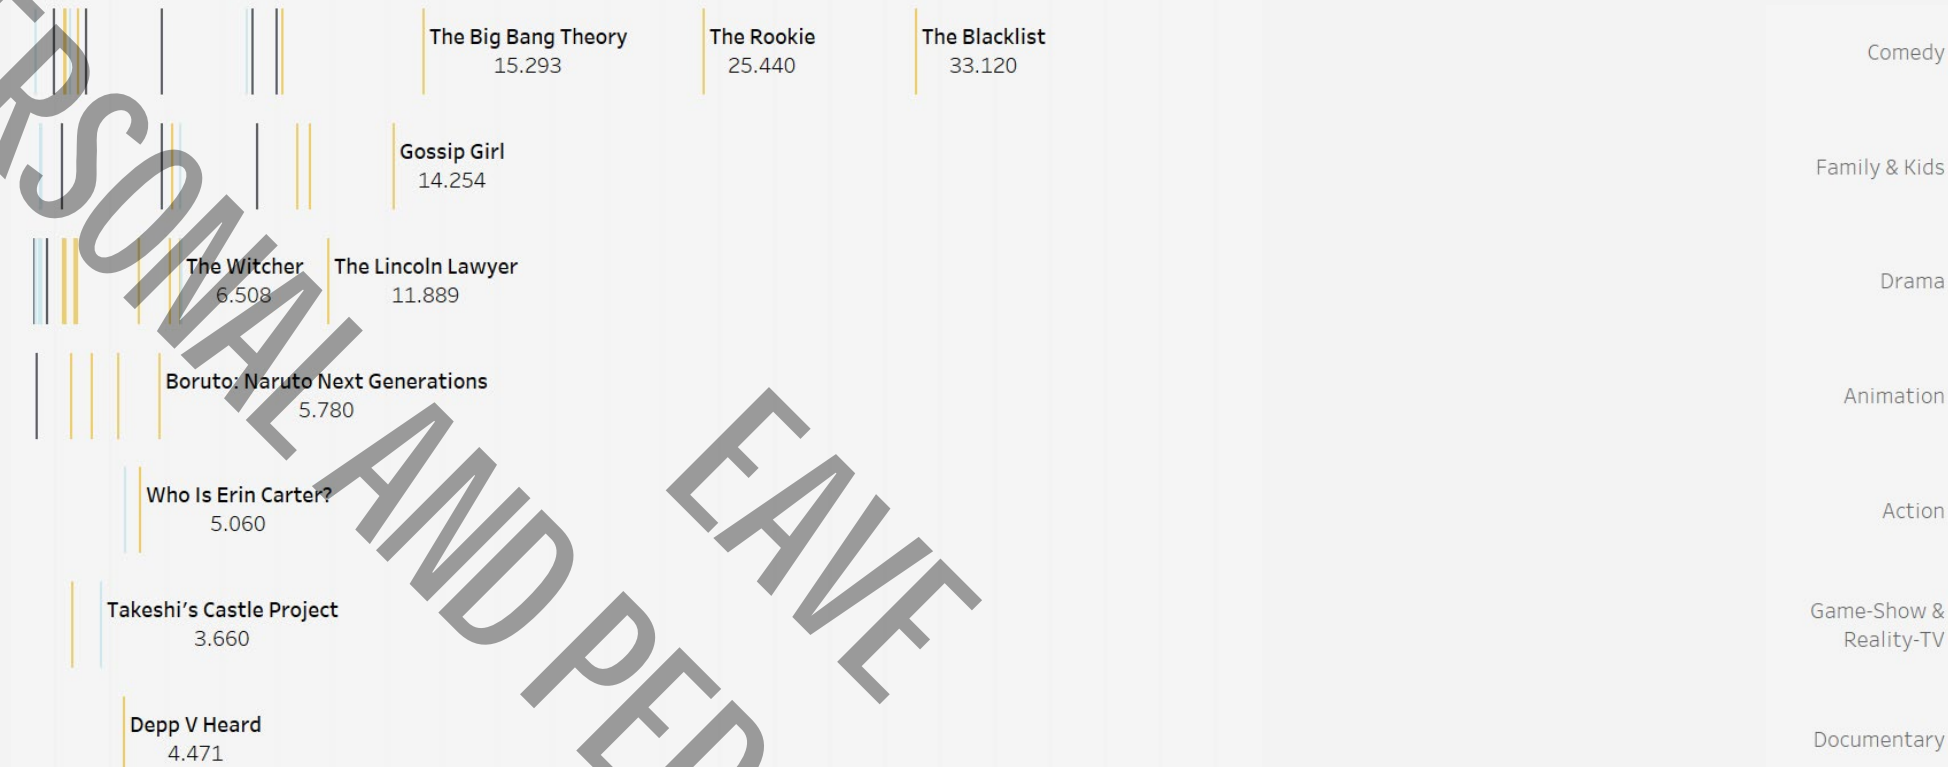 The Big Bang Theory
15.293
The Rookie
25.440
The Blacklist
33.120
Comedy
Gossip Girl
14.254
Family & Kids
The Witcher
6.508
The Lincoln Lawyer
11.889
Drama
Boruto: Naruto Next Generations
5.780
Animation
Who Is Erin Carter?
5.060
Action
Takeshi's Castle Project
3.660
Game-Show &
Reality-TV
Depp V Heard
4.471
Documentary
RSONAL AND PED
EAVE